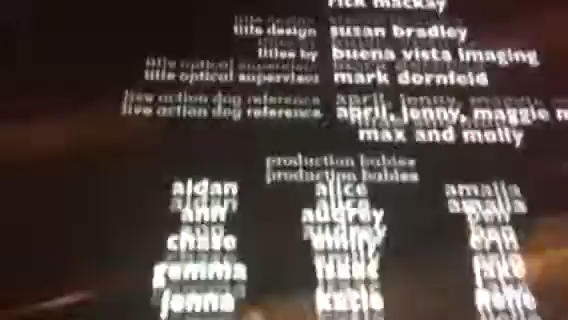 rick mackay
title design susan bradley
titles by buena vista imaging
title optical supervisor mark dornfeld
live action dog reference april, jenny, maggie
max and molly
production babies
aidan alice amalia
ann audrey
chase emily erin
gemma isaac jake
jenna katie